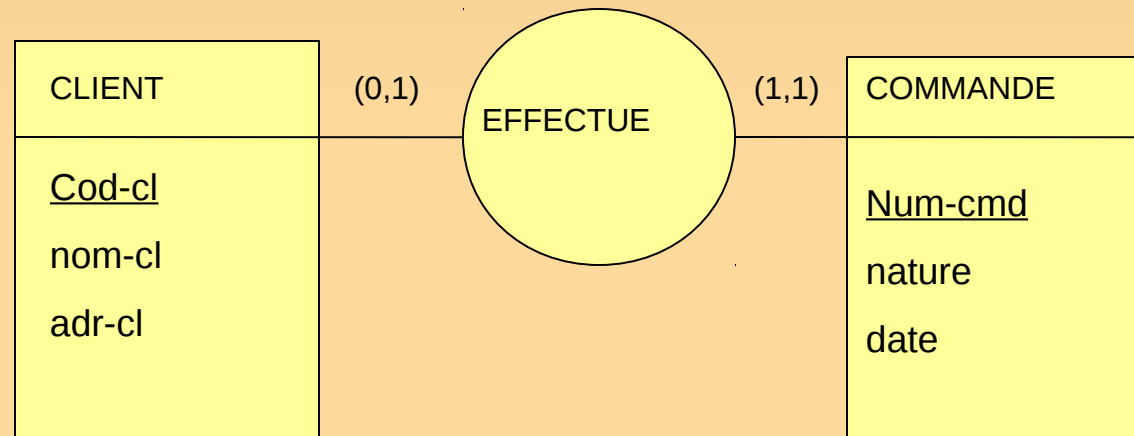 CLIENT
(0,1)
EFFECTUE
(1,1)
COMMANDE
Cod-cl
nom-cl
adr-cl
Num-cmd
nature
date